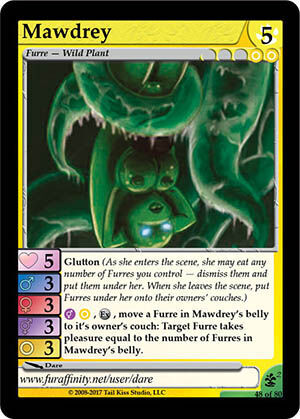 Mawdrey 5
Furre — Wild Plant
5 Glutton (As she enters the scene, she may eat any
3 number of Furres you control — dismiss them and
put them under her. When she leaves the scene, put
3 Furres under her onto their owners' couches.)
3 , , , move a Furre in Mawdrey's belly
to it's owner's couch: Target Furre takes
3 pleasure equal to the number of Furres in
Mawdrey's belly.
Dare
www.furaffinity.net/user/dare
© 2008-2017 Tail Kiss Studio, LLC
48 of 80